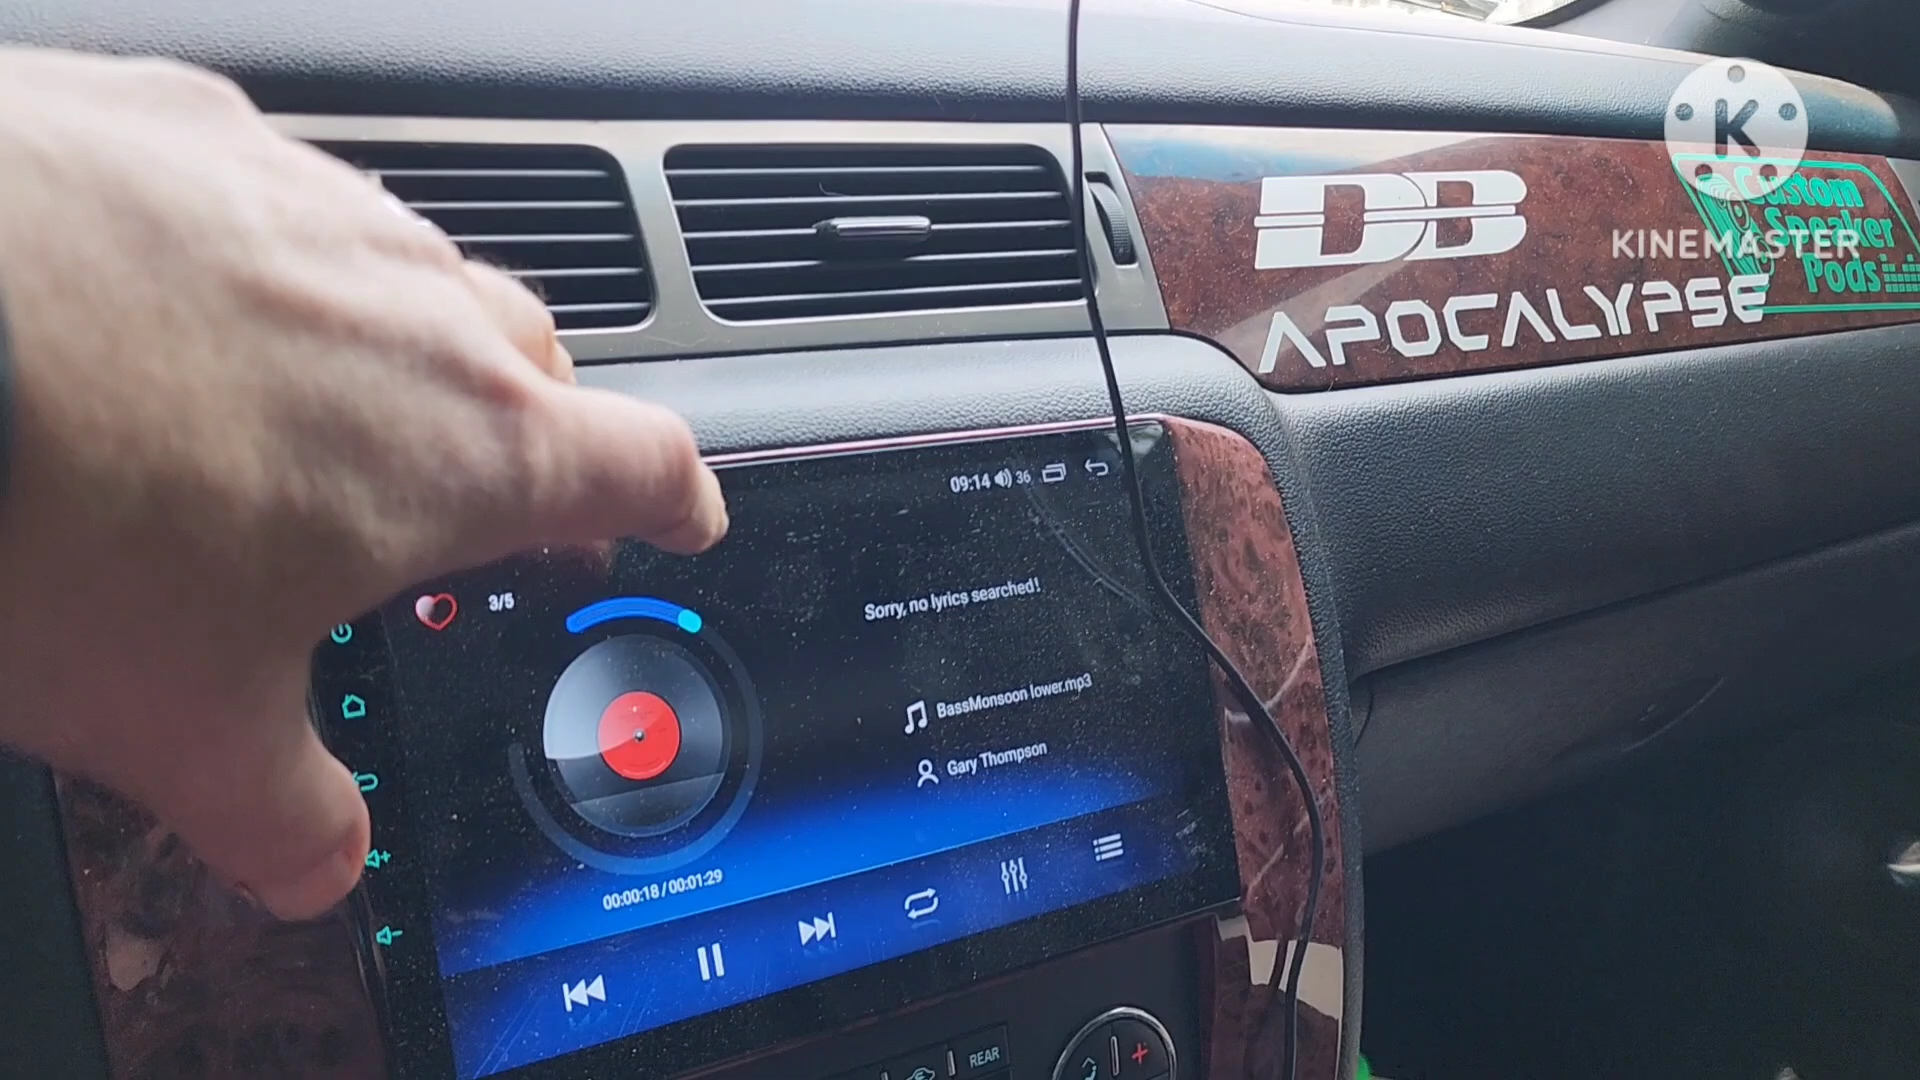 K
KINEMASTER
DD
APOCALYPSE
Custom
Speaker
Pods
09:14
36
3/5
Sorry, no lyrics searched!
BassMonsoon lower.mp3
Gary Thompson
00:00:18 / 00:01:29
REAR